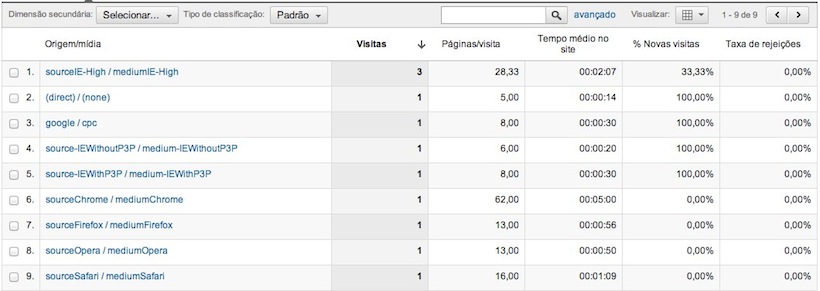 Dimensão secundária: Selecionar... Tipo de classificação: Padrão avançado Visualizar: 1 - 9 de 9
Origem/mídia Visitas Páginas/visita Tempo médio no site % Novas visitas Taxa de rejeições
1. sourceIE-High / mediumIE-High 3 28,33 00:02:07 33,33% 0,00%
2. (direct) / (none) 1 5,00 00:00:14 100,00% 0,00%
3. google / cpc 1 8,00 00:00:30 100,00% 0,00%
4. source-IEWithoutP3P / medium-IEWithoutP3P 1 6,00 00:00:20 100,00% 0,00%
5. source-IEWithP3P / medium-IEWithP3P 1 8,00 00:00:30 100,00% 0,00%
6. sourceChrome / mediumChrome 1 62,00 00:05:00 0,00% 0,00%
7. sourceFirefox / mediumFirefox 1 13,00 00:00:56 0,00% 0,00%
8. sourceOpera / mediumOpera 1 13,00 00:00:50 0,00% 0,00%
9. sourceSafari / mediumSafari 1 16,00 00:01:09 0,00% 0,00%